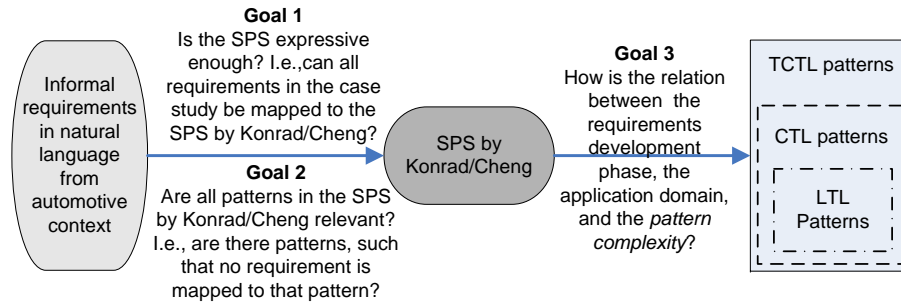 Informal
requirements
in natural
language
from
automotive
context
Goal 1
Is the SPS expressive
enough? I.e.,can all
requirements in the case
study be mapped to the
SPS by Konrad/Cheng?
Goal 2
Are all patterns in the SPS
by Konrad/Cheng relevant?
I.e., are there patterns, such
that no requirement is
mapped to that pattern?
SPS by
Konrad/Cheng
Goal 3
How is the relation
between the
requirements
development
phase, the
application domain,
and the pattern
complexity?
TCTL patterns
CTL patterns
LTL
Patterns